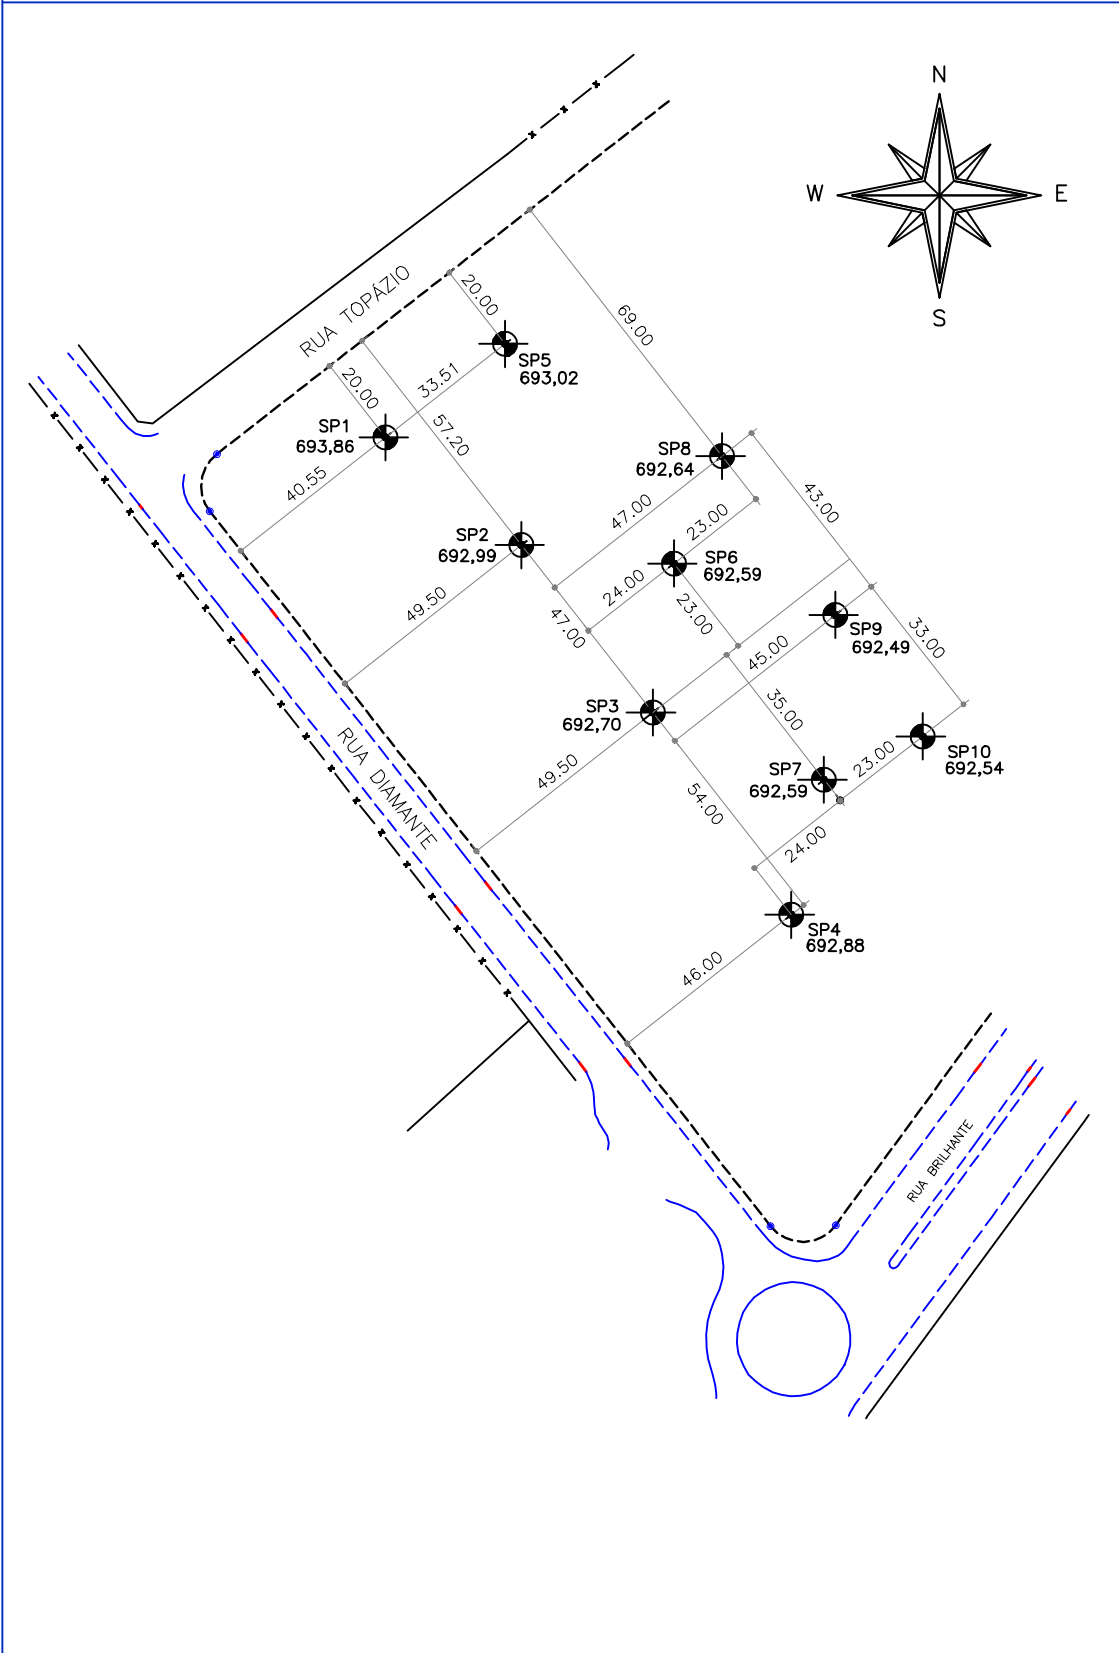 N
W
E
S
RUA TOPÁZIO
20.00
69.00
SP5
693,02
20.00
33.51
57.20
SP1
693,86
40.55
SP8
692,64
43.00
47.00
23.00
SP2
692,99
SP6
692,59
24.00
23.00
49.50
47.00
SP9
692,49
33.00
45.00
SP3
692,70
35.00
RUA DIAMANTE
49.50
SP10
692,54
23.00
SP7
692,59
54.00
24.00
SP4
692,88
46.00
RUA BRILHANTE